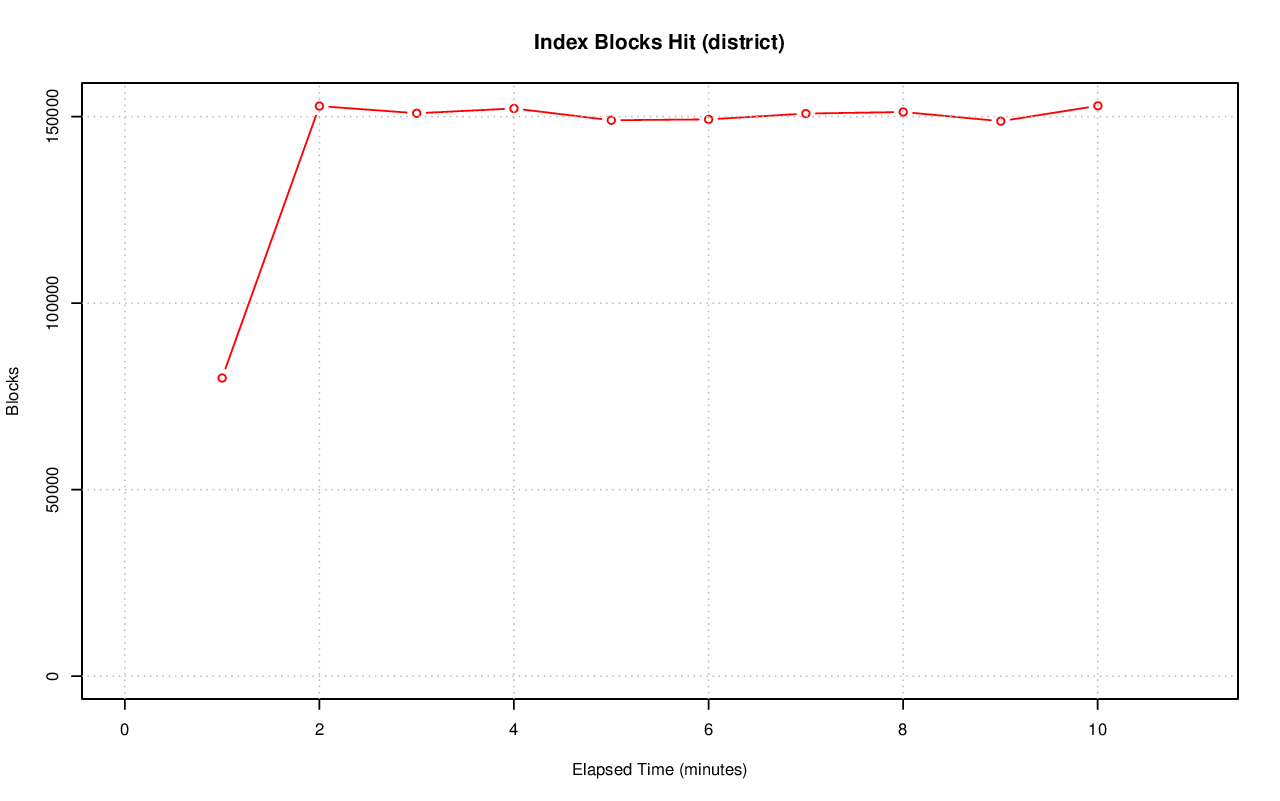 Index Blocks Hit (district)
150000
100000
50000
0
Blocks
0 2 4 6 8 10
Elapsed Time (minutes)